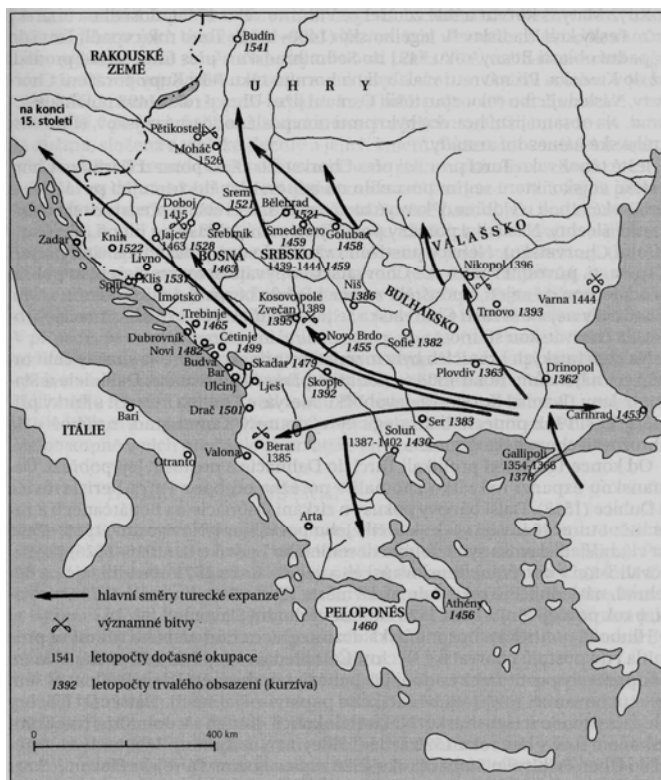 Budín
1541
RAKOUSKÉ
ZEMĚ
UHRY
na konci
15. století
Pětikostelí
Moháč
1526
Doboj
1415
Srem
1521
Bělehrad
1521
Jajce
1463 1528
Srebrnik
Smederevo
1459
Golubac
1458
VALAŠSKO
Zadar
Knin
1522
BOSNA
1463
SRBSKO
1439-1444 1459
Livno
Split
Klis 1537
Imotsko
Nikopol 1396
Kosovo pole
1389
Zvečan
1395
Niš
1386
BULHARSKO
Varna 1444
Trnovo 1393
Trebinje
1465
Dubrovník
Novi 1482
Cetinje
1499
Novo Brdo
1455
Sofie 1382
Budva
Bar
Ulcinj
Skadar 1479
Skopje
1392
Plovdiv 1363
Drinopol
1362
Lješ
Bari
Drač 1501
Ser 1383
Cařihrad 1453
ITÁLIE
Soluň
1387-1402 1430
Otranto
Valona
Berat
1385
Gallipoli
1354-1366
1376
Arta
PELOPONÉS
1460
Athény
1456
hlavní směry turecké expanze
významné bitvy
1541 letopočty dočasné okupace
1392 letopočty trvalého obsazení (kurzíva)
0 400 km